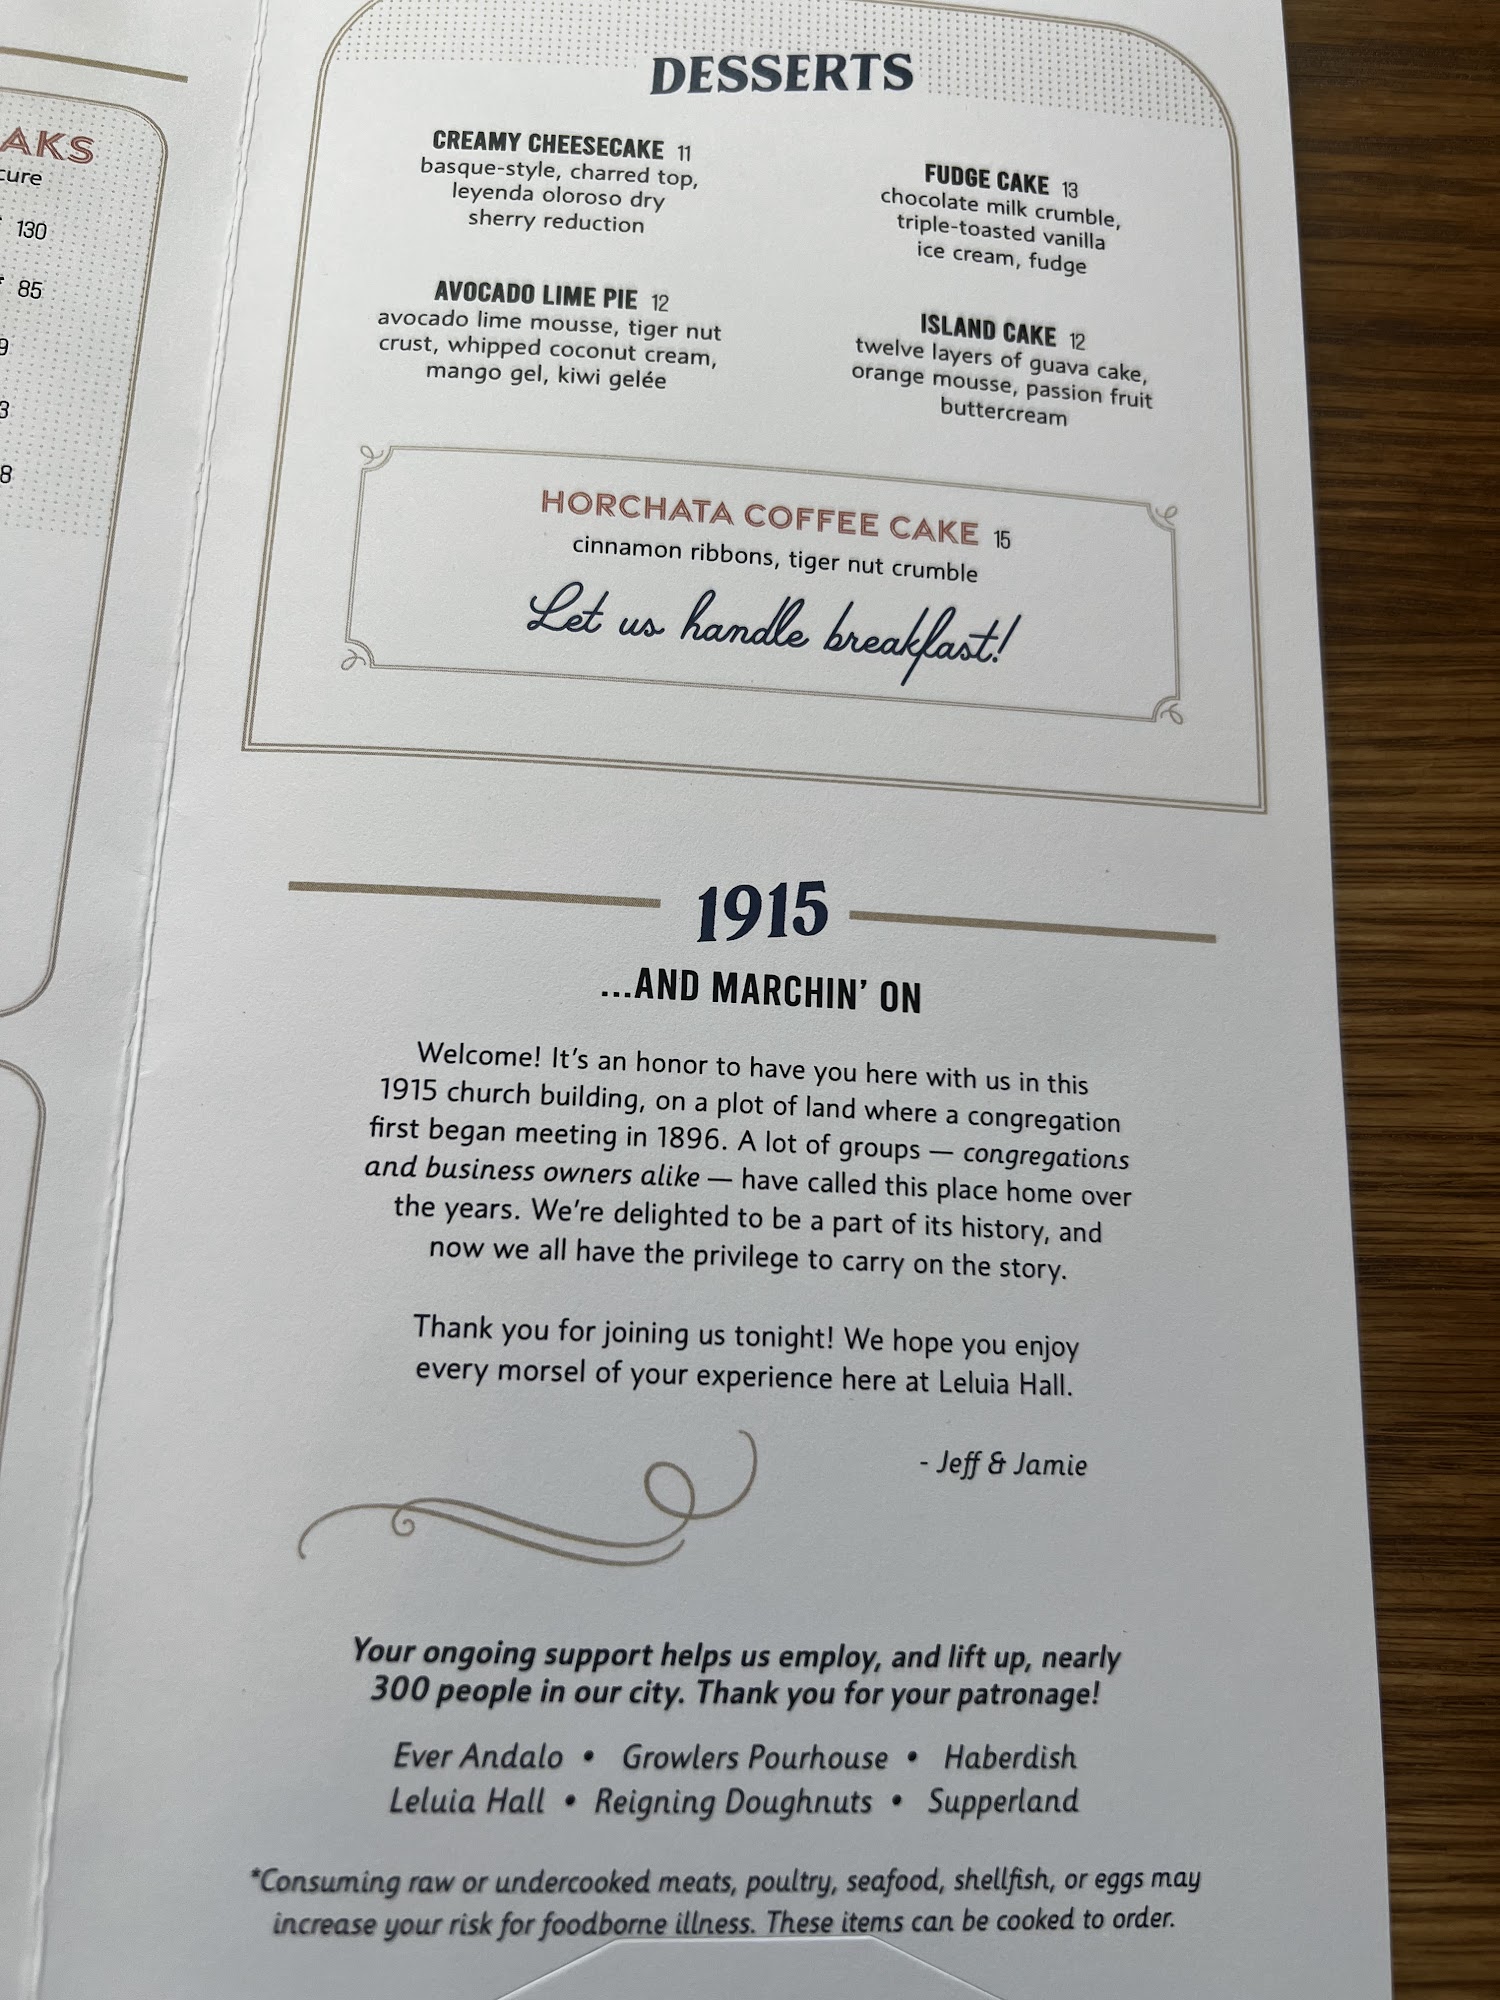 AKS
cure
130
85
9
3
8
DESSERTS
CREAMY CHEESECAKE 11
basque-style, charred top,
leyenda oloroso dry
sherry reduction
FUDGE CAKE 13
chocolate milk crumble,
triple-toasted vanilla
ice cream, fudge
AVOCADO LIME PIE 12
avocado lime mousse, tiger nut
crust, whipped coconut cream,
mango gel, kiwi gelée
ISLAND CAKE 12
twelve layers of guava cake,
orange mousse, passion fruit
buttercream
HORCHATA COFFEE CAKE 15
cinnamon ribbons, tiger nut crumble
Let us handle breakfast!
1915
...AND MARCHIN' ON
Welcome! It's an honor to have you here with us in this
1915 church building, on a plot of land where a congregation
first began meeting in 1896. A lot of groups — congregations
and business owners alike — have called this place home over
the years. We're delighted to be a part of its history, and
now we all have the privilege to carry on the story.
Thank you for joining us tonight! We hope you enjoy
every morsel of your experience here at Leluia Hall.
- Jeff & Jamie
Your ongoing support helps us employ, and lift up, nearly
300 people in our city. Thank you for your patronage!
Ever Andalo • Growlers Pourhouse • Haberdish
Leluia Hall • Reigning Doughnuts • Supperland
*Consuming raw or undercooked meats, poultry, seafood, shellfish, or eggs may
increase your risk for foodborne illness. These items can be cooked to order.